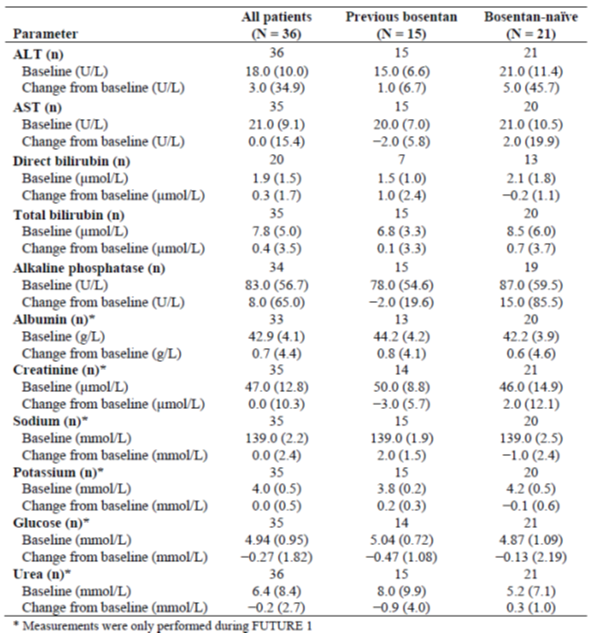 All patients Previous bosentan Bosentan-naïve
Parameter (N = 36) (N = 15) (N = 21)
ALT (n) 36 15 21
Baseline (U/L) 18.0 (10.0) 15.0 (6.6) 21.0 (11.4)
Change from baseline (U/L) 3.0 (34.9) 1.0 (6.7) 5.0 (45.7)
AST (n) 35 15 20
Baseline (U/L) 21.0 (9.1) 20.0 (7.0) 21.0 (10.5)
Change from baseline (U/L) 0.0 (15.4) −2.0 (5.8) 2.0 (19.9)
Direct bilirubin (n) 20 7 13
Baseline (μmol/L) 1.9 (1.5) 1.5 (1.0) 2.1 (1.8)
Change from baseline (μmol/L) 0.3 (1.7) 1.0 (2.4) −0.2 (1.1)
Total bilirubin (n) 35 15 20
Baseline (μmol/L) 7.8 (5.0) 6.8 (3.3) 8.5 (6.0)
Change from baseline (μmol/L) 0.4 (3.5) 0.1 (3.3) 0.7 (3.7)
Alkaline phosphatase (n) 34 15 19
Baseline (U/L) 83.0 (56.7) 78.0 (54.6) 87.0 (59.5)
Change from baseline (U/L) 8.0 (65.0) −2.0 (19.6) 15.0 (85.5)
Albumin (n)* 33 13 20
Baseline (g/L) 42.9 (4.1) 44.2 (4.2) 42.2 (3.9)
Change from baseline (g/L) 0.7 (4.4) 0.8 (4.1) 0.6 (4.6)
Creatinine (n)* 35 14 21
Baseline (μmol/L) 47.0 (12.8) 50.0 (8.8) 46.0 (14.9)
Change from baseline (μmol/L) 0.0 (10.3) −3.0 (5.7) 2.0 (12.1)
Sodium (n)* 35 15 20
Baseline (mmol/L) 139.0 (2.2) 139.0 (1.9) 139.0 (2.5)
Change from baseline (mmol/L) 0.0 (2.4) 2.0 (1.5) −1.0 (2.4)
Potassium (n)* 35 15 20
Baseline (mmol/L) 4.0 (0.5) 3.8 (0.2) 4.2 (0.5)
Change from baseline (mmol/L) 0.0 (0.5) 0.2 (0.3) −0.1 (0.6)
Glucose (n)* 35 14 21
Baseline (mmol/L) 4.94 (0.95) 5.04 (0.72) 4.87 (1.09)
Change from baseline (mmol/L) −0.27 (1.82) −0.47 (1.08) −0.13 (2.19)
Urea (n)* 36 15 21
Baseline (mmol/L) 6.4 (8.4) 8.0 (9.9) 5.2 (7.1)
Change from baseline (mmol/L) −0.2 (2.7) −0.9 (4.0) 0.3 (1.0)
* Measurements were only performed during FUTURE 1